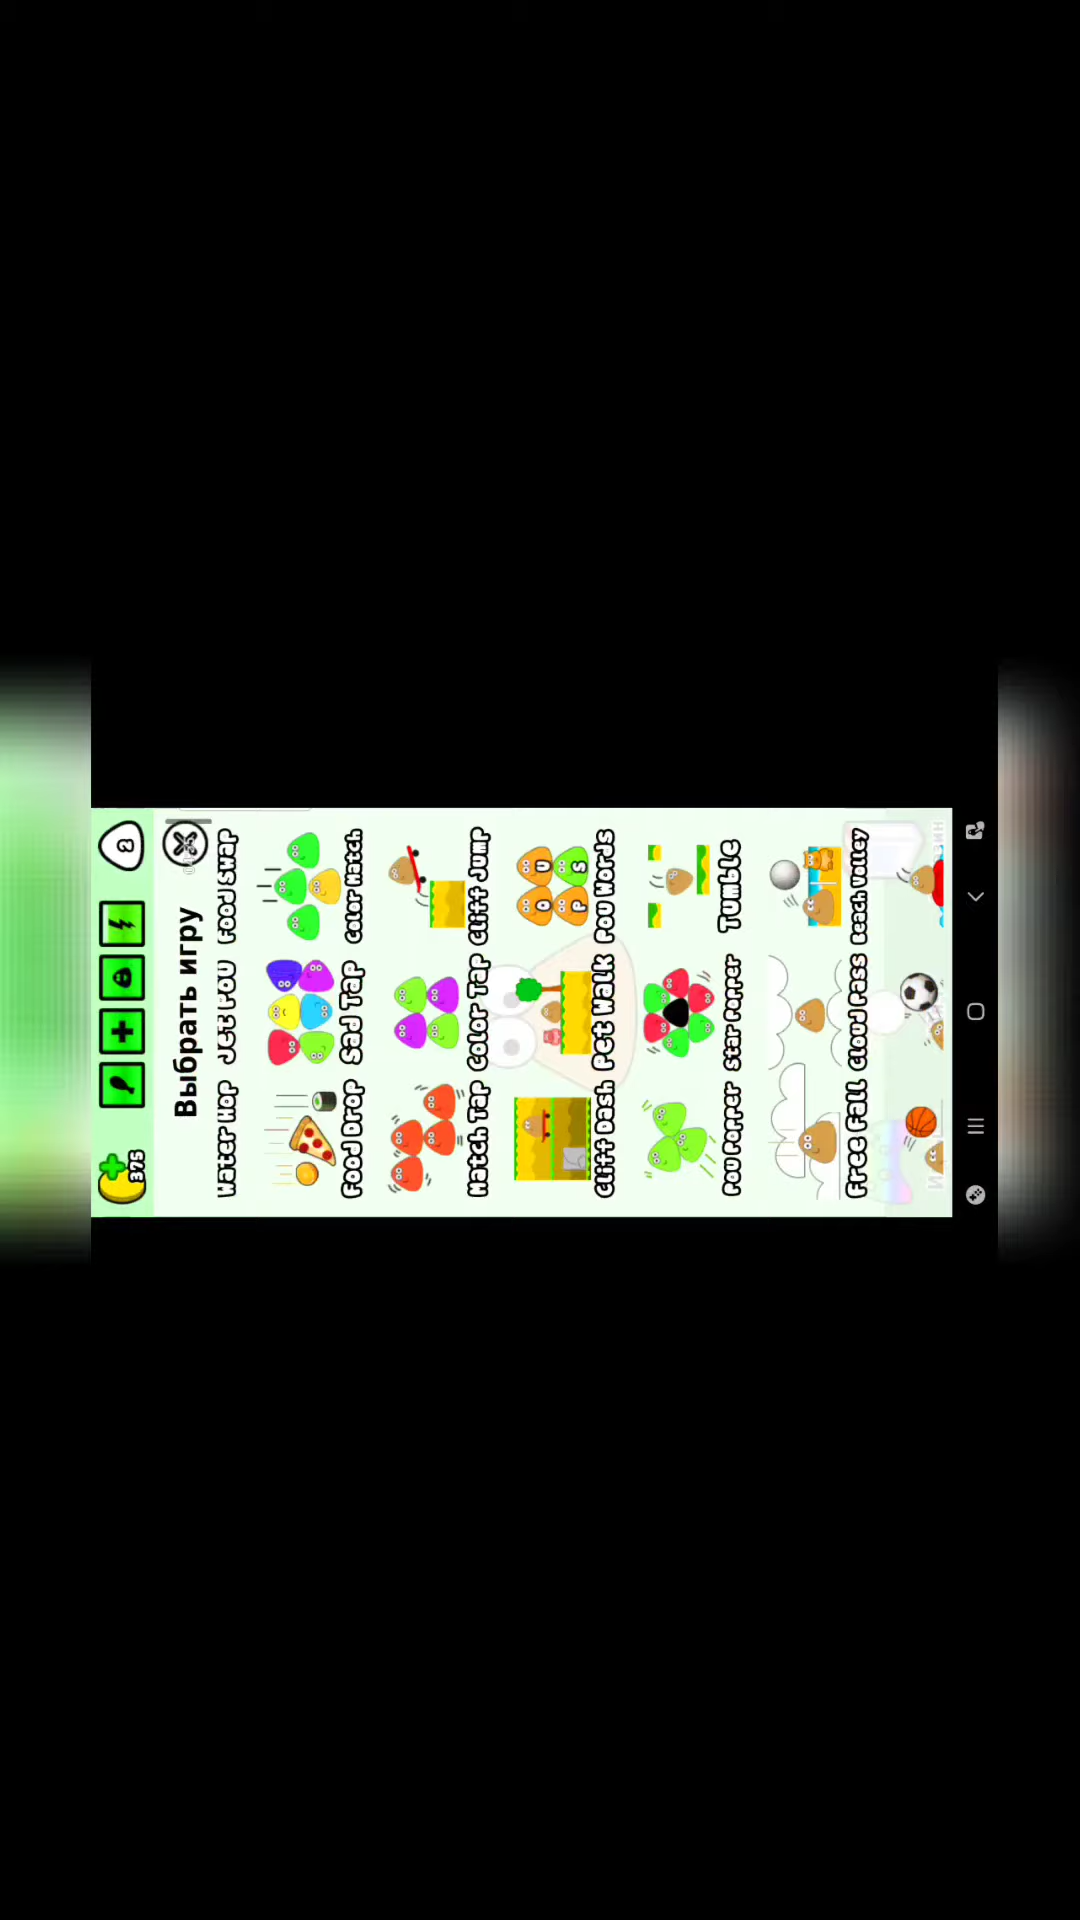 375
2
Выбрать игру
Water Hop Jet Pou Food Swap
Food Drop Sad Tap Color Match
Match Tap Color Tap Cliff Jump
Cliff Dash Pet Walk Pou Words
O U
P S
Pou Popper Star Popper Tumble
Free Fall Cloud Pass Beach Volley